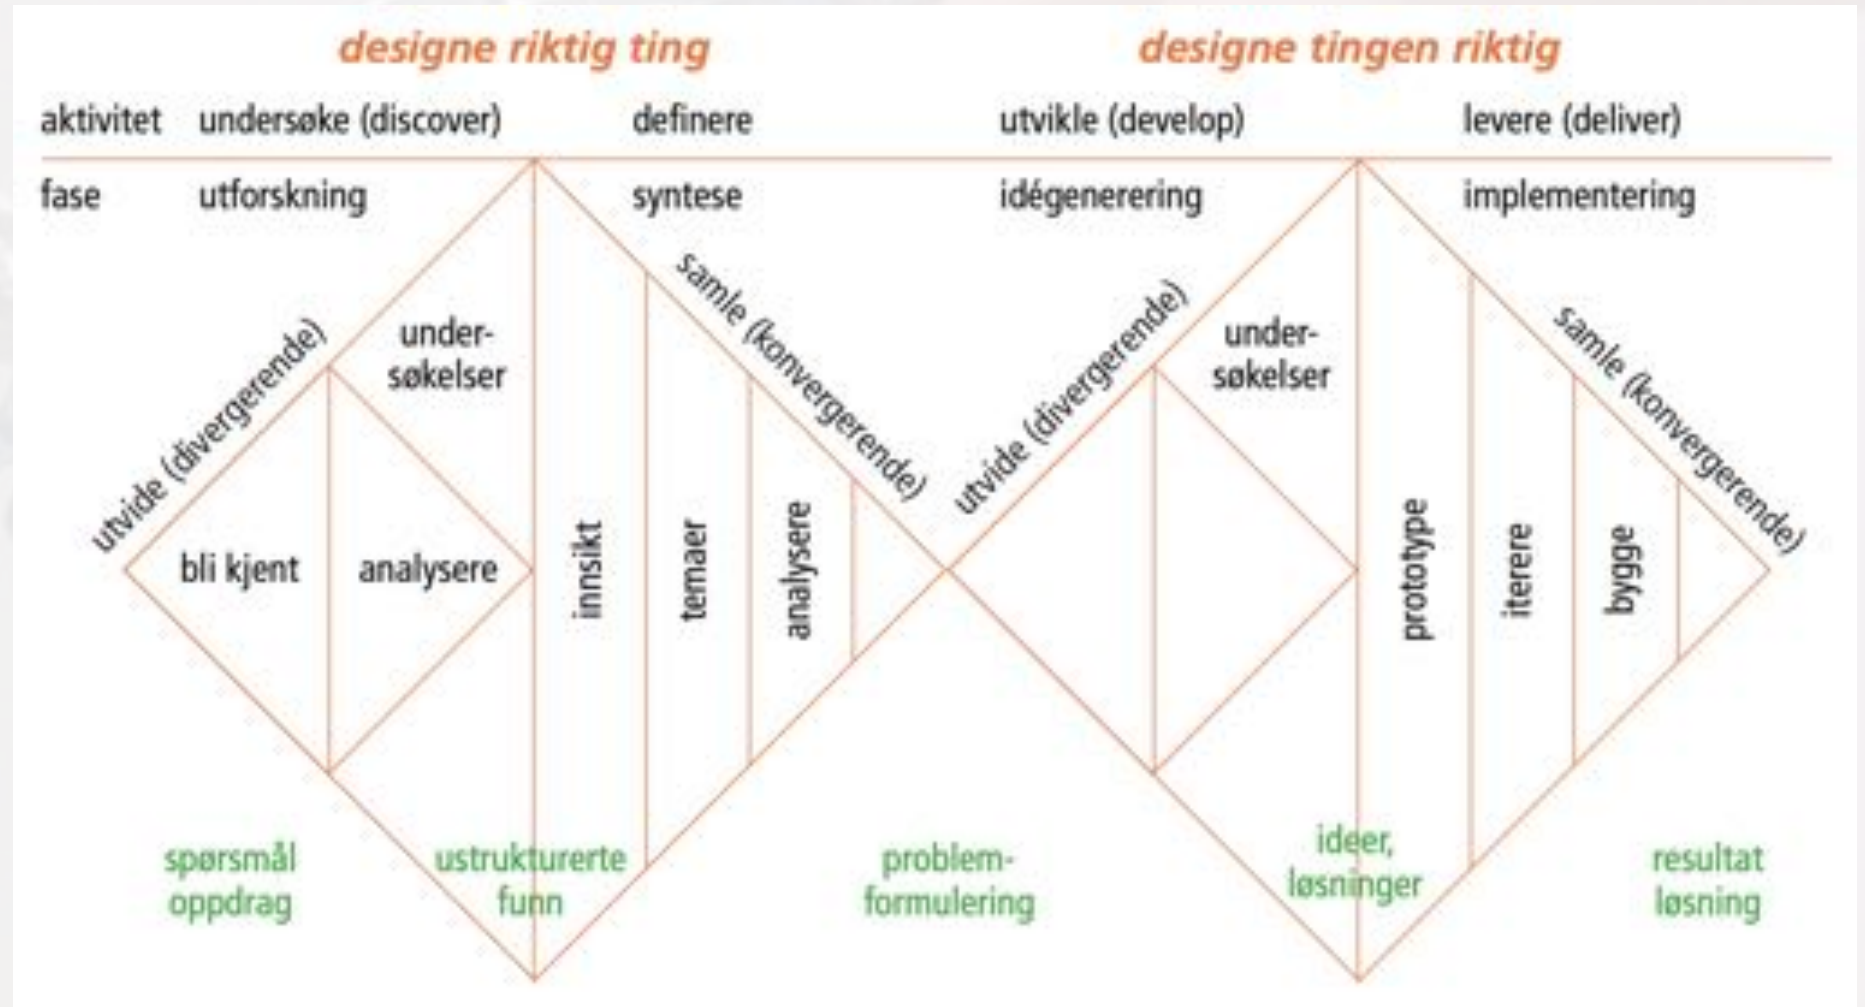 designe riktig ting
designe tingen riktig
aktivitet undersøke (discover) definere utvikle (develop) levere (deliver)
fase utforskning syntese idégenerering implementering
utvide (divergerende)
under-
søkelser
samle (konvergerende)
bli kjent
analysere
innsikt
temaer
analysere
utvide (divergerende)
under-
søkelser
samle (konvergerende)
prototype
iterere
bygge
spørsmål
oppdrag
ustrukturerte
funn
problem-
formulering
ideer,
løsninger
resultat
løsning